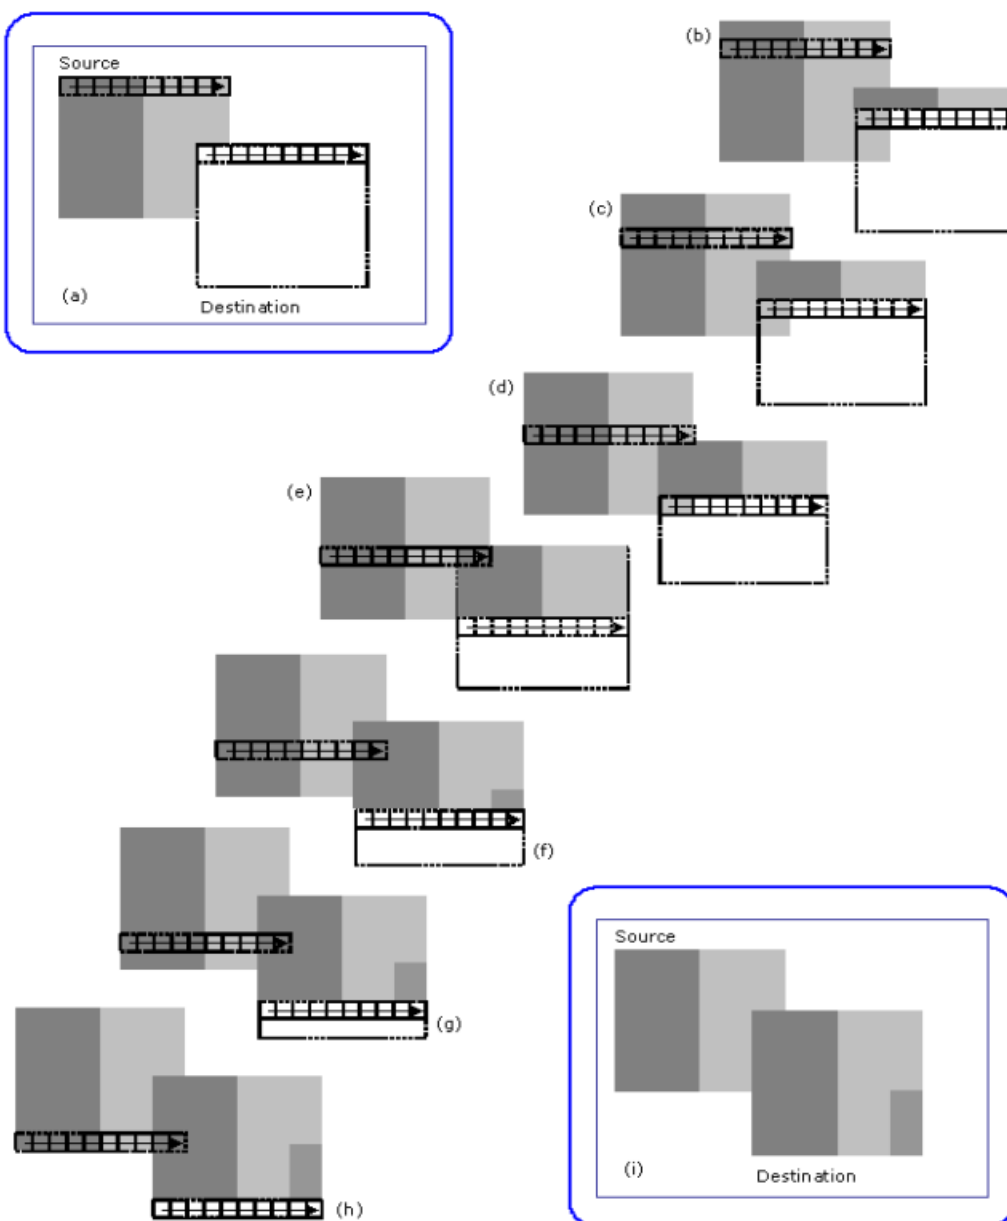 Source
(a)
Destination
(b)
(c)
(d)
(e)
(f)
(g)
(h)
Source
(i)
Destination